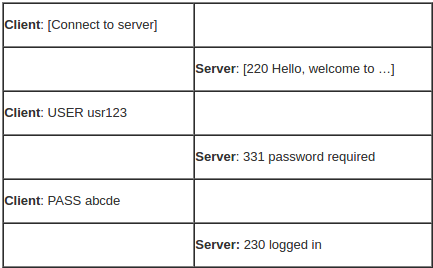 Client: [Connect to server]
Server: [220 Hello, welcome to …]
Client: USER usr123
Server: 331 password required
Client: PASS abcde
Server: 230 logged in